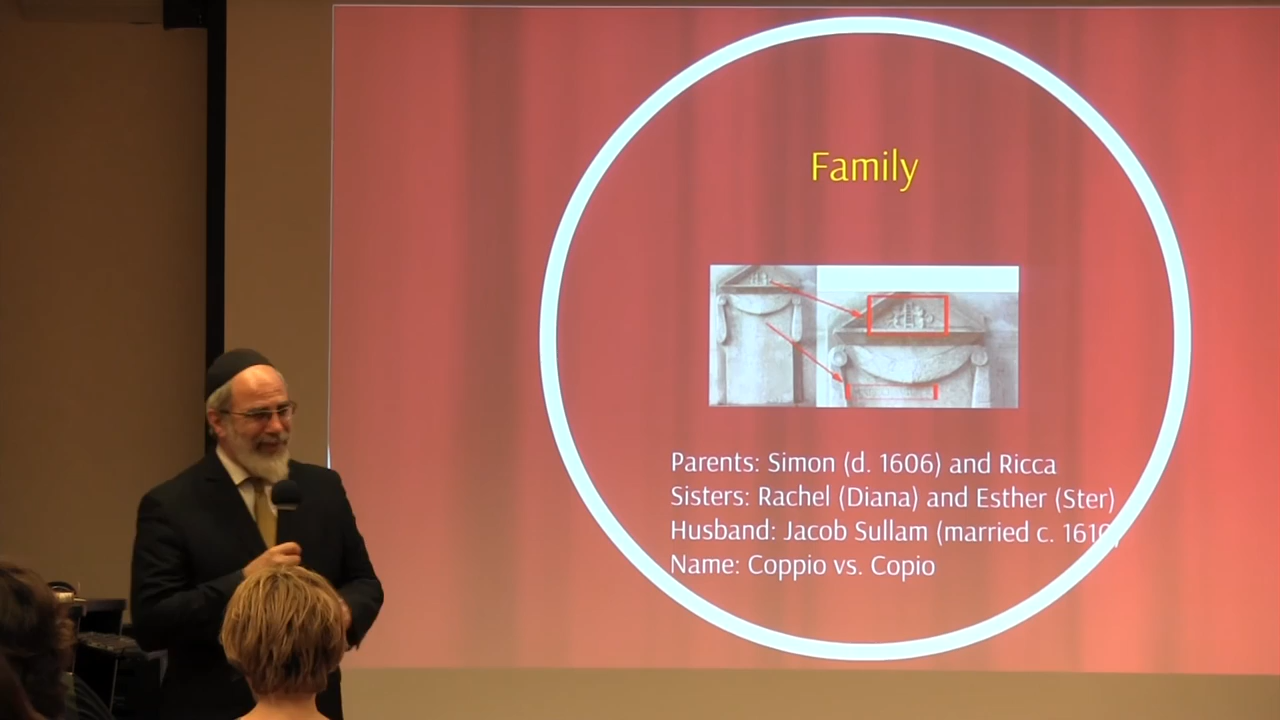 Family
Parents: Simon (d. 1606) and Ricca
Sisters: Rachel (Diana) and Esther (Ster)
Husband: Jacob Sullam (married c. 1610)
Name: Coppio vs. Copio